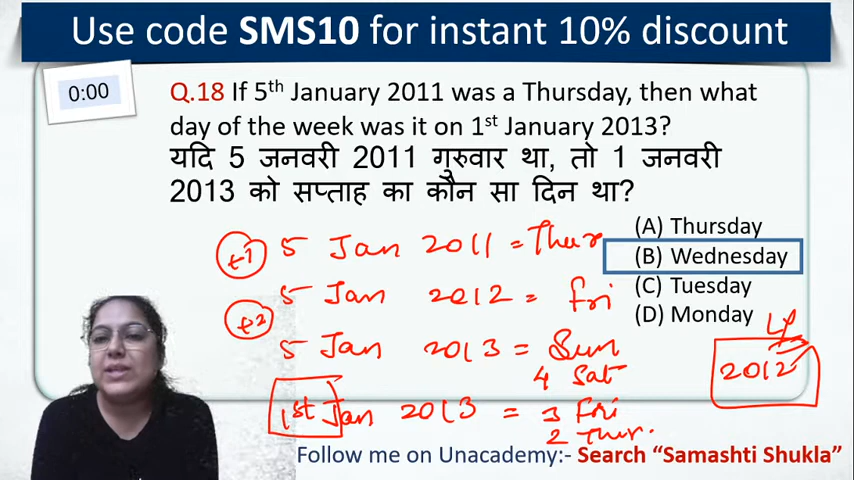 Use code SMS10 for instant 10% discount
0:00
Q.18 If 5th January 2011 was a Thursday, then what
day of the week was it on 1st January 2013?
यदि 5 जनवरी 2011 गुरुवार था, तो 1 जनवरी
2013 को सप्ताह का कौन सा दिन था?
(A) Thursday
(B) Wednesday
(C) Tuesday
(D) Monday
+1 5 Jan 2011 = Thur
5 Jan 2012 = Fri
+2
5 Jan 2013 = Sun
4 Sat
1st Jan 2013 = 3 Fri
2 Thur.
LY
2012
Follow me on Unacademy:- Search “Samashti Shukla”